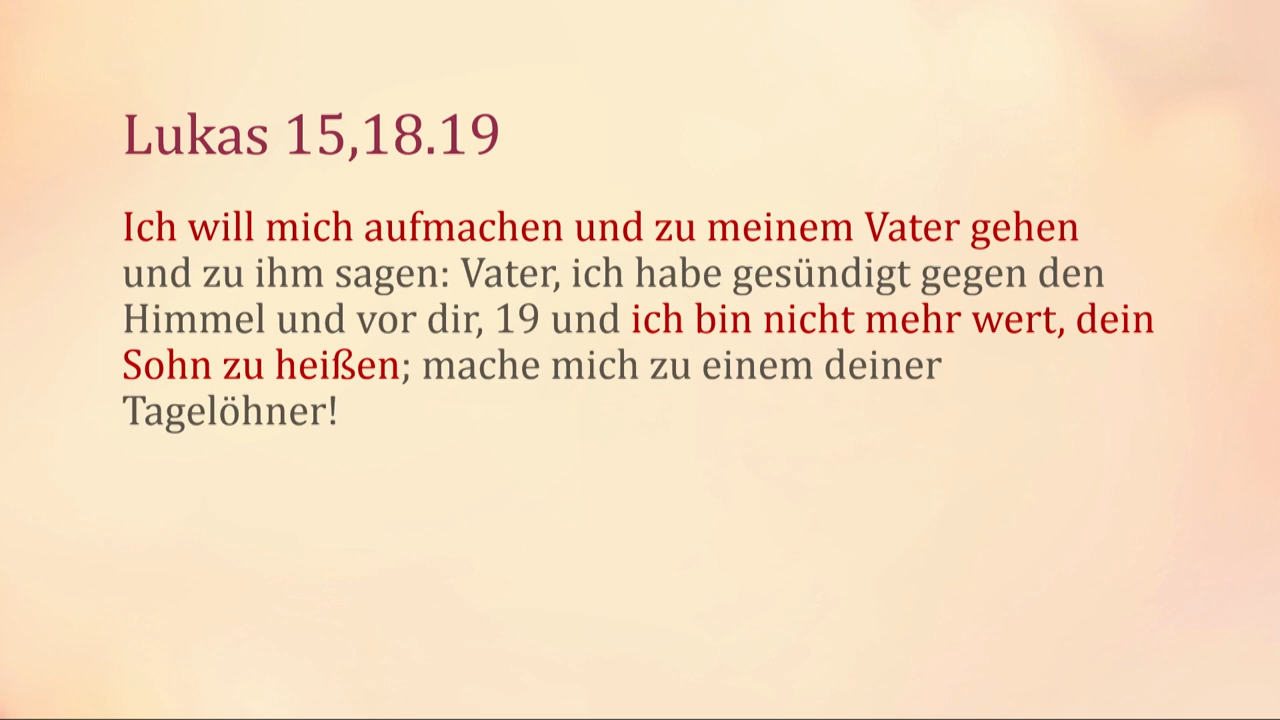 Lukas 15,18.19
Ich will mich aufmachen und zu meinem Vater gehen
und zu ihm sagen: Vater, ich habe gesündigt gegen den
Himmel und vor dir, 19 und ich bin nicht mehr wert, dein
Sohn zu heißen; mache mich zu einem deiner
Tagelöhner!